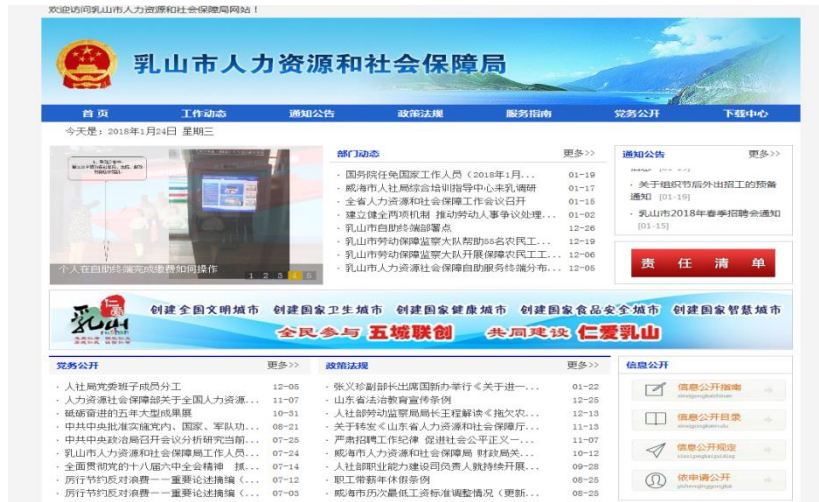 欢迎访问乳山市人力资源和社会保障局网站！
乳山市人力资源和社会保障局
首页 工作动态 通知公告 政策法规 服务指南 党务公开 下载中心
今天是：2018年1月24日 星期三
个人在自助终端完成缴费如何操作
1 2 3 4 5
部门动态 更多>>
· 国务院任免国家工作人员（2018年1月... 01-19
· 威海市人社局综合培训指导中心来乳调研 01-17
· 全省人力资源和社会保障工作会议召开 01-15
· 建立健全两项机制 推动劳动人事争议处理... 01-02
· 乳山市自助终端部署点 12-26
· 乳山市劳动保障监察大队帮助55名农民工... 12-19
· 乳山市劳动保障监察大队开展保障农民工工... 12-06
· 乳山市人力资源社会保障自助服务终端分布... 12-05
通知公告 更多>>
· 关于组织节后外出招工的预备
通知 [01-19]
· 乳山市2018年春季招聘会通知
[01-15]
责任清单
仁爱
乳山
创建全国文明城市 创建国家卫生城市 创建国家健康城市 创建国家食品安全城市 创建国家智慧城市
全民参与 五城联创 共同建设 仁爱乳山
党务公开 更多>>
· 人社局党委班子成员分工 12-05
· 人力资源社会保障部关于全国人力资源... 11-07
· 砥砺奋进的五年大型成果展 10-31
· 中共中央批准实施党内、国家、军队功... 08-21
· 中共中央政治局召开会议分析研究当前... 07-25
· 乳山市人力资源和社会保障局工作人员... 07-24
· 全面贯彻党的十八届六中全会精神 抓... 07-14
· 厉行节约反对浪费——重要论述摘编（... 07-12
· 厉行节约反对浪费——重要论述摘编（... 07-03
政策法规 更多>>
· 张义珍副部长出席国新办举行《关于进一... 01-22
· 山东省法治教育宣传条例 12-25
· 人社部劳动监察局局长王程解读《拖欠农... 12-13
· 关于转发《山东省人力资源和社会保障厅... 11-13
· 严肃招聘工作纪律 促进社会公平正义－... 11-07
· 威海市人力资源和社会保障局 财政局关... 10-12
· 人社部职业能力建设司负责人就持续开展... 09-28
· 职工带薪年休假条例 08-25
· 威海市历次最低工资标准调整情况（更新... 08-25
信息公开
信息公开指南
信息公开目录
信息公开规定
依申请公开